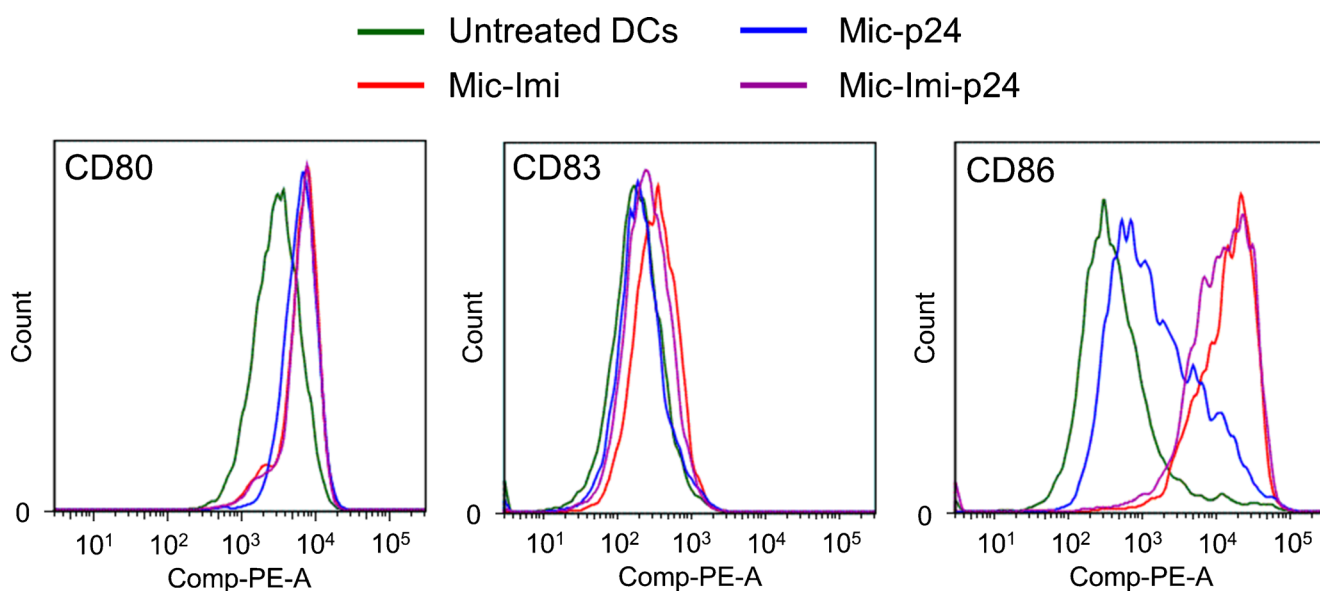 Untreated DCs
Mic-p24
Mic-Imi
Mic-Imi-p24
CD80
Count
0
10¹ 10² 10³ 10⁴ 10⁵
Comp-PE-A
CD83
Count
0
10¹ 10² 10³ 10⁴ 10⁵
Comp-PE-A
CD86
Count
0
10¹ 10² 10³ 10⁴ 10⁵
Comp-PE-A